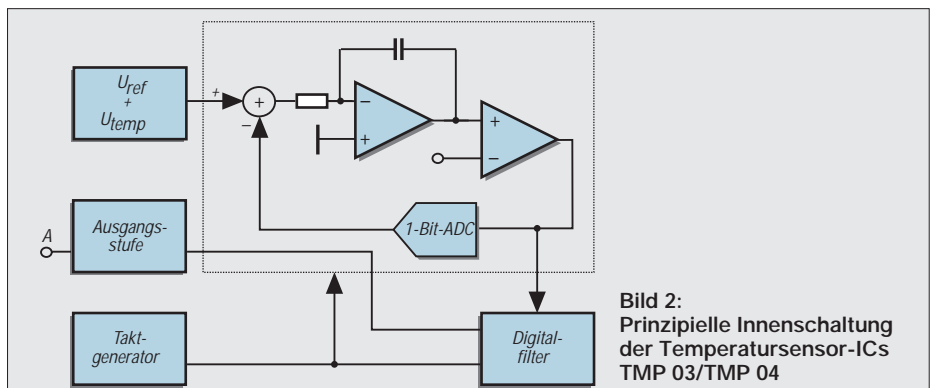 U_ref
+
U_temp
+
+
−
−
+
+
−
1-Bit-ADC
A
Ausgangs-
stufe
Takt-
generator
Digital-
filter
Bild 2:
Prinzipielle Innenschaltung
der Temperatursensor-ICs
TMP 03/TMP 04